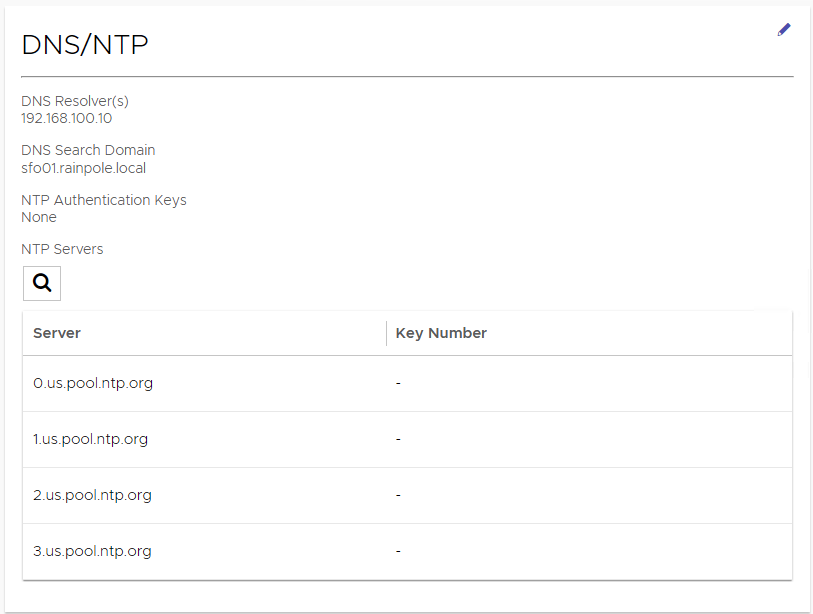 DNS/NTP
DNS Resolver(s)
192.168.100.10
DNS Search Domain
sfo01.rainpole.local
NTP Authentication Keys
None
NTP Servers
Server Key Number
0.us.pool.ntp.org -
1.us.pool.ntp.org -
2.us.pool.ntp.org -
3.us.pool.ntp.org -